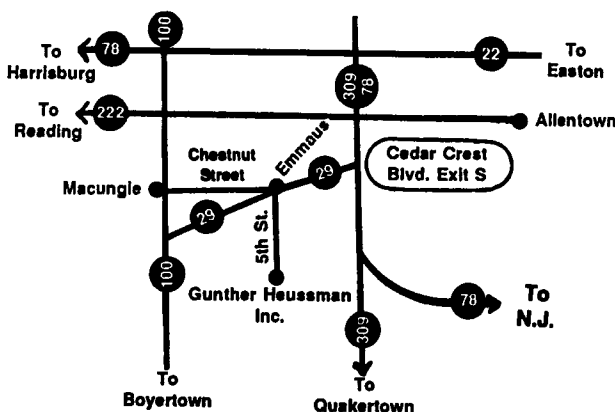 100
To
Harrisburg
78
22
To
Easton
309
78
To
Reading
222
Allentown
Emmaus
Chestnut
Street
29
Cedar Crest
Blvd. Exit S
Macungie
29
5th St.
100
Gunther Heussman
Inc.
78
To
N.J.
309
To
Boyertown
To
Quakertown